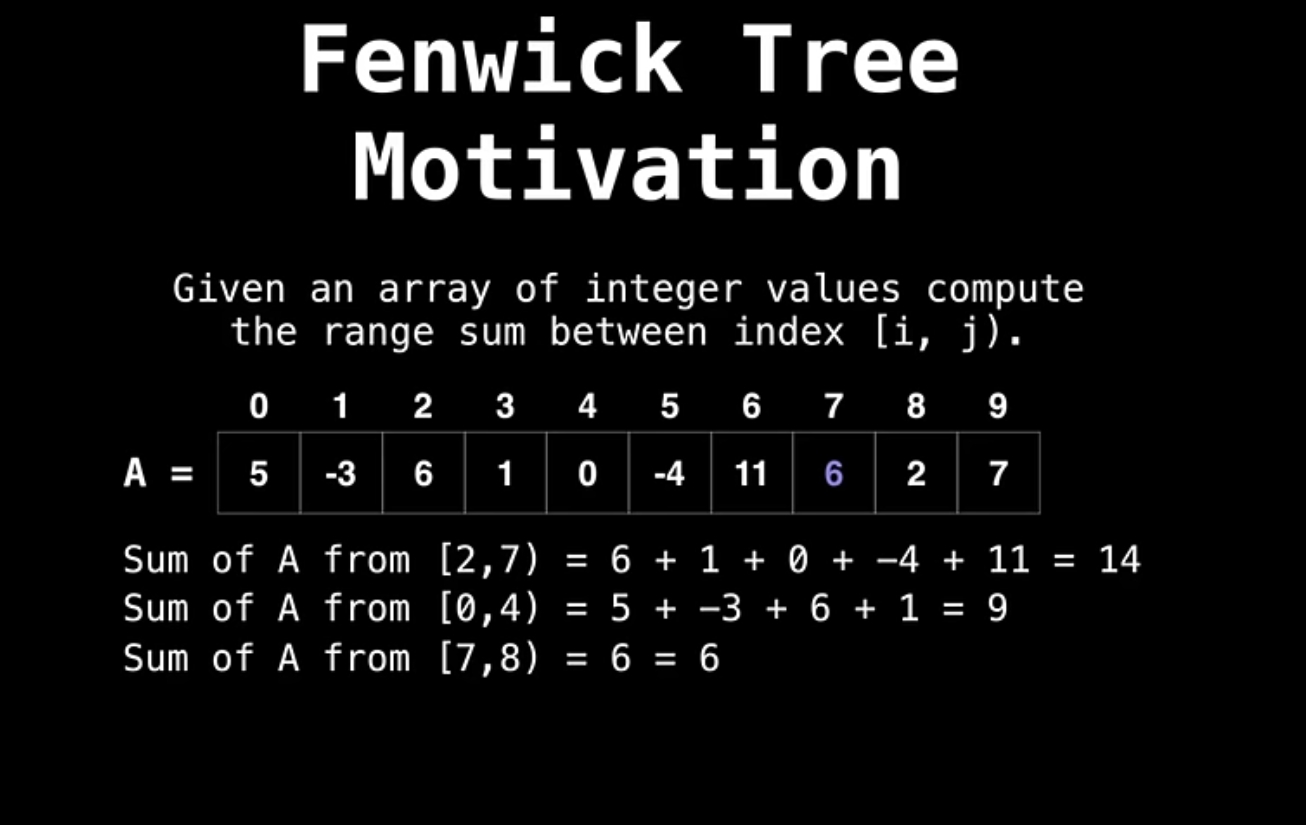 Fenwick Tree
Motivation
Given an array of integer values compute
the range sum between index [i, j).
0 1 2 3 4 5 6 7 8 9
A = 5 -3 6 1 0 -4 11 6 2 7
Sum of A from [2,7) = 6 + 1 + 0 + −4 + 11 = 14
Sum of A from [0,4) = 5 + −3 + 6 + 1 = 9
Sum of A from [7,8) = 6 = 6